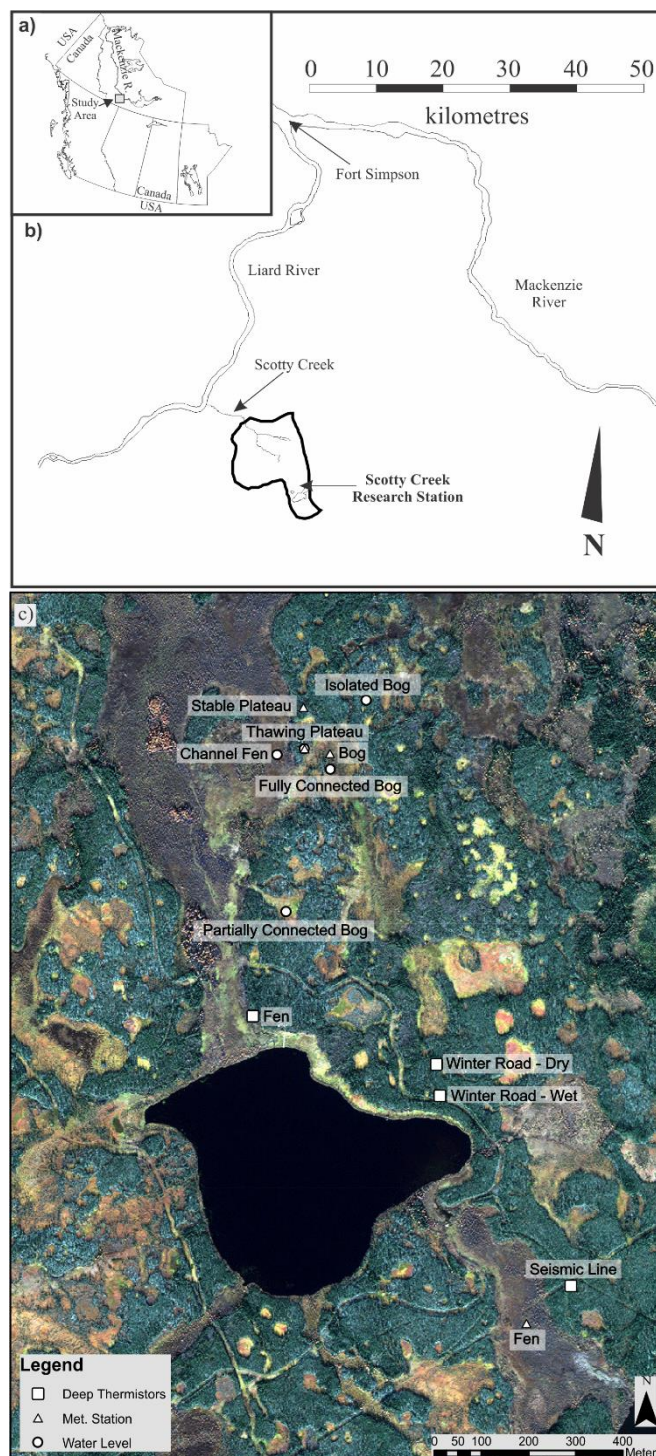 a)
USA
Canada
Mackenzie R.
Study
Area
Canada
USA
0 10 20 30 40 50
kilometres
Fort Simpson
b)
Liard River
Mackenzie
River
Scotty Creek
Scotty Creek
Research Station
N
c)
Isolated Bog
Stable Plateau
Thawing Plateau
Channel Fen
Bog
Fully Connected Bog
Partially Connected Bog
Fen
Winter Road - Dry
Winter Road - Wet
Seismic Line
Fen
Legend
Deep Thermistors
Met. Station
Water Level
N
0 50 100 200 300 400
Meter